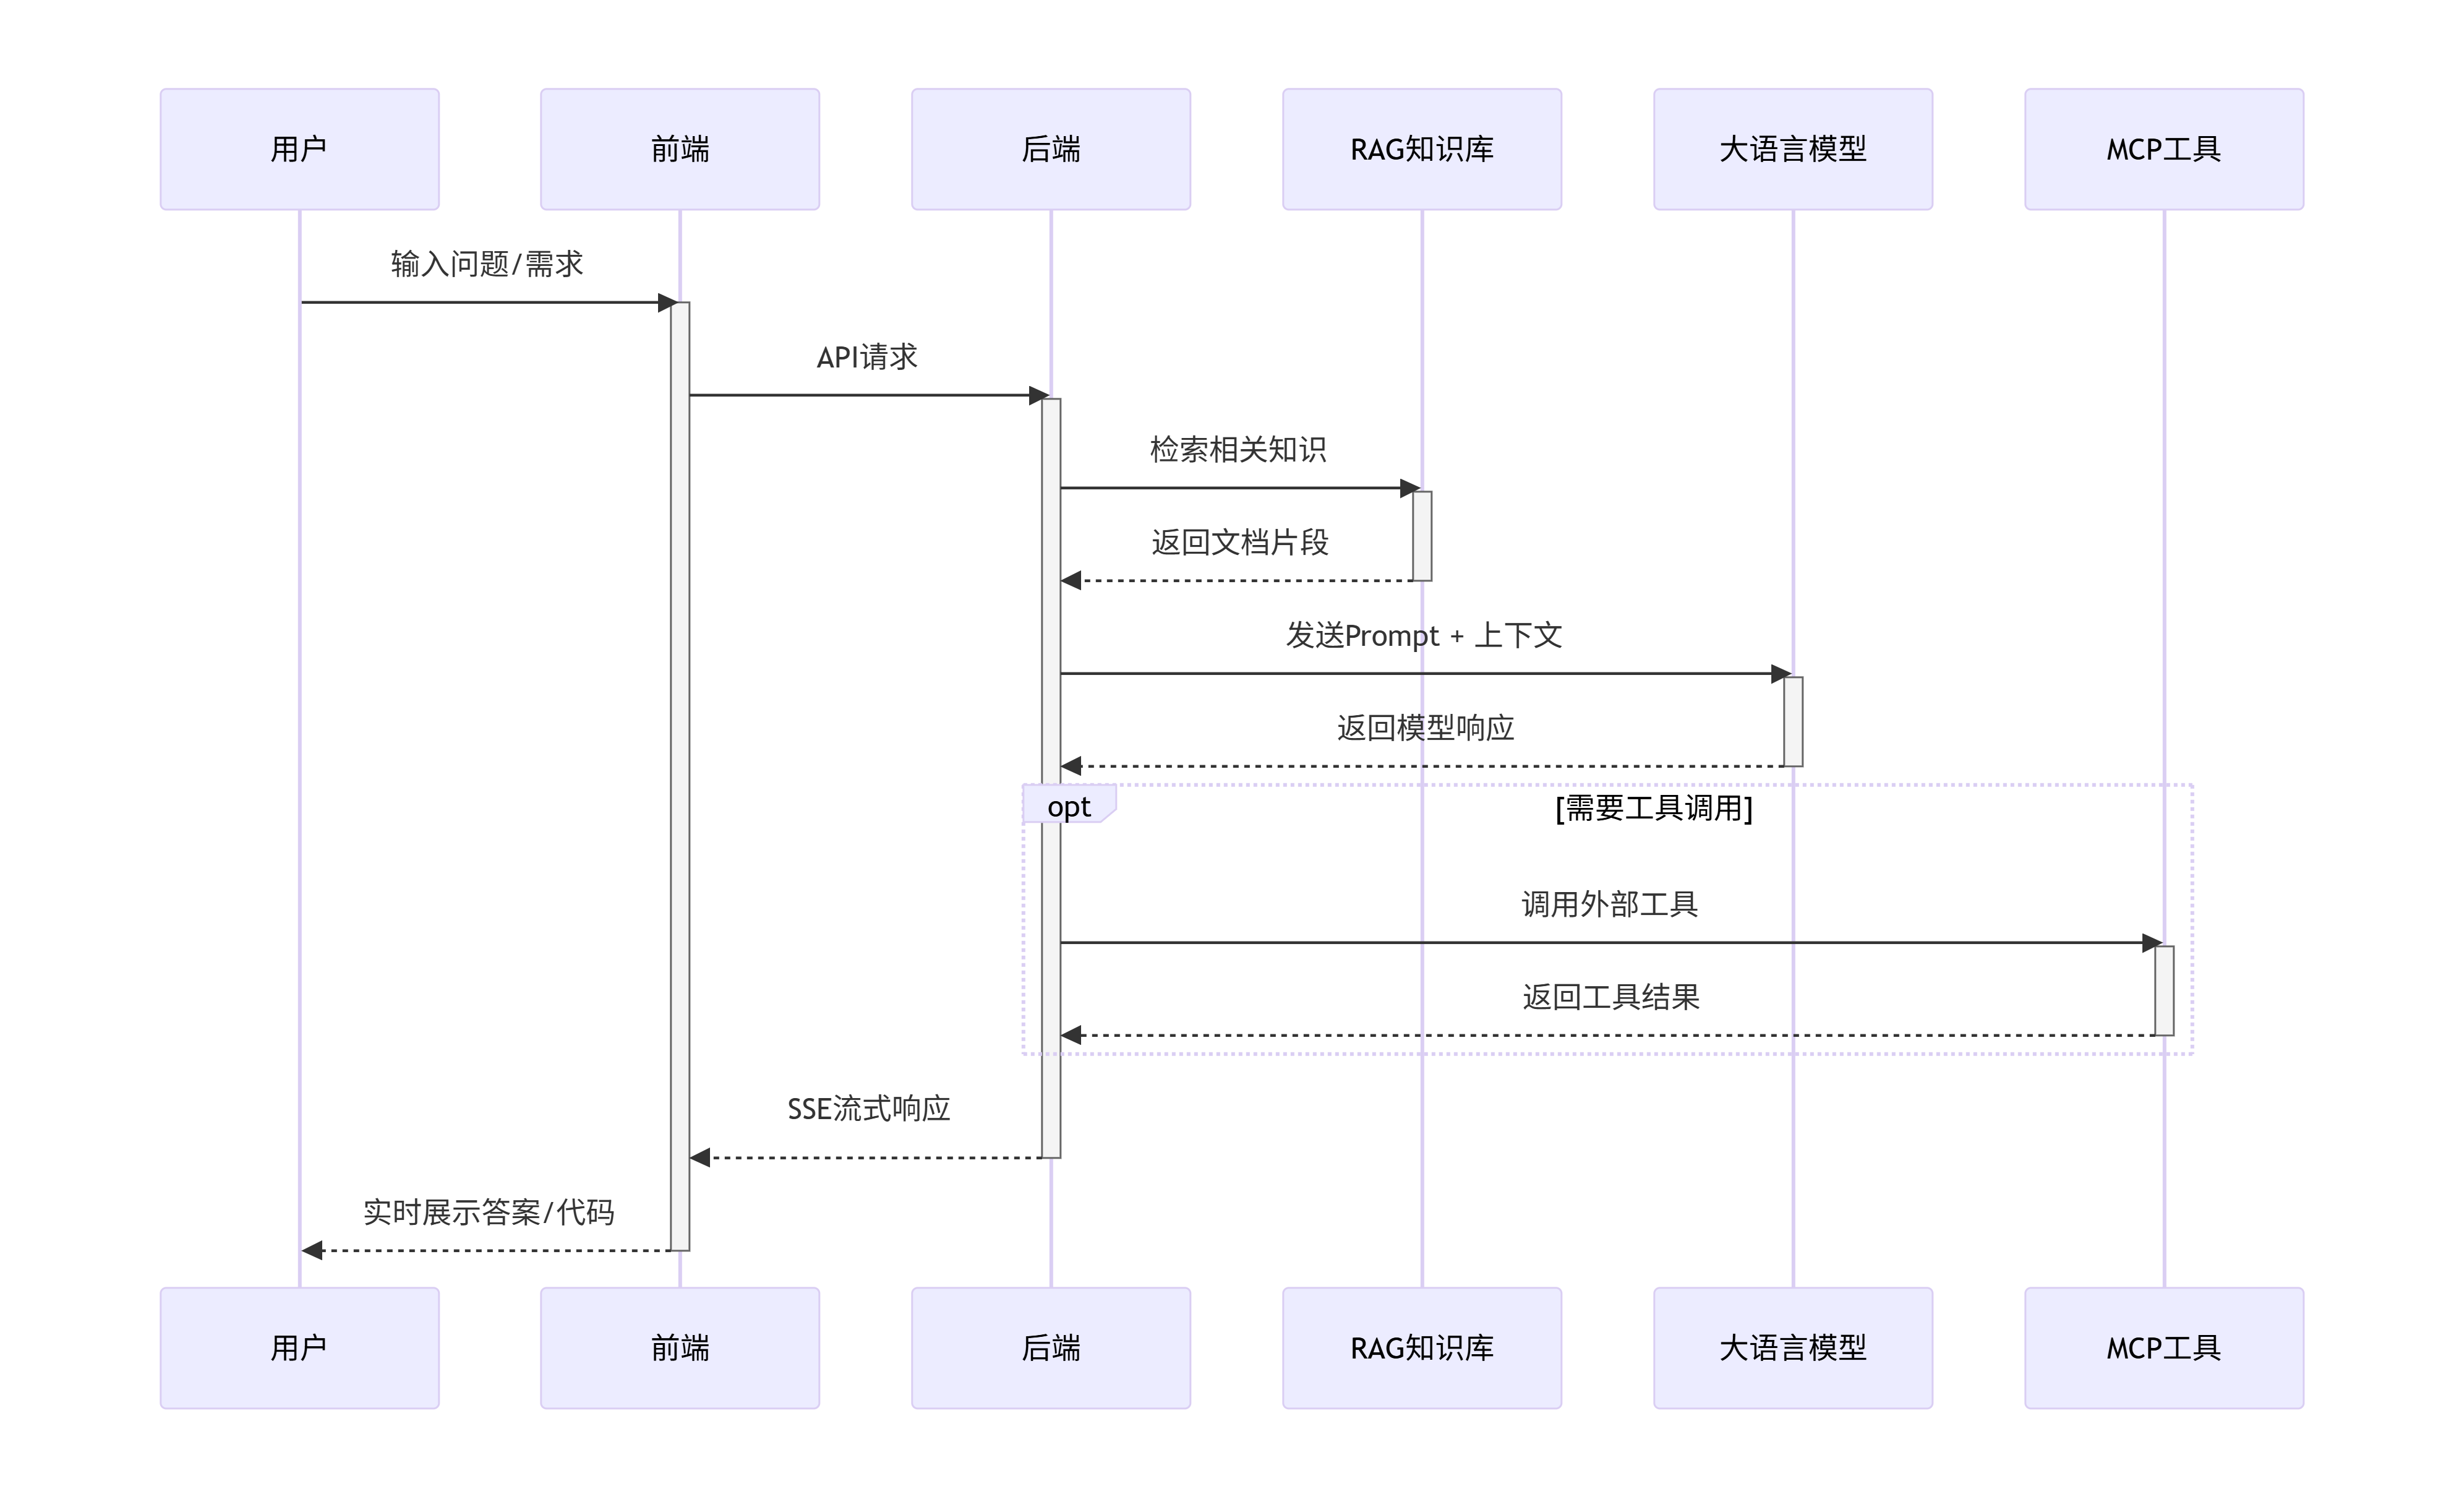 用户
前端
后端
RAG知识库
大语言模型
MCP工具
输入问题/需求
API请求
检索相关知识
返回文档片段
发送Prompt + 上下文
返回模型响应
opt
[需要工具调用]
调用外部工具
返回工具结果
SSE流式响应
实时展示答案/代码
用户
前端
后端
RAG知识库
大语言模型
MCP工具